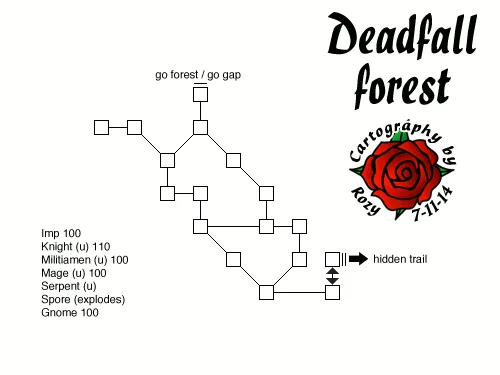 Deadfall
forest
go forest / go gap
Cartography by
Rozy 7-11-14
Imp 100
Knight (u) 110
Militiamen (u) 100
Mage (u) 100
Serpent (u)
Spore (explodes)
Gnome 100
hidden trail